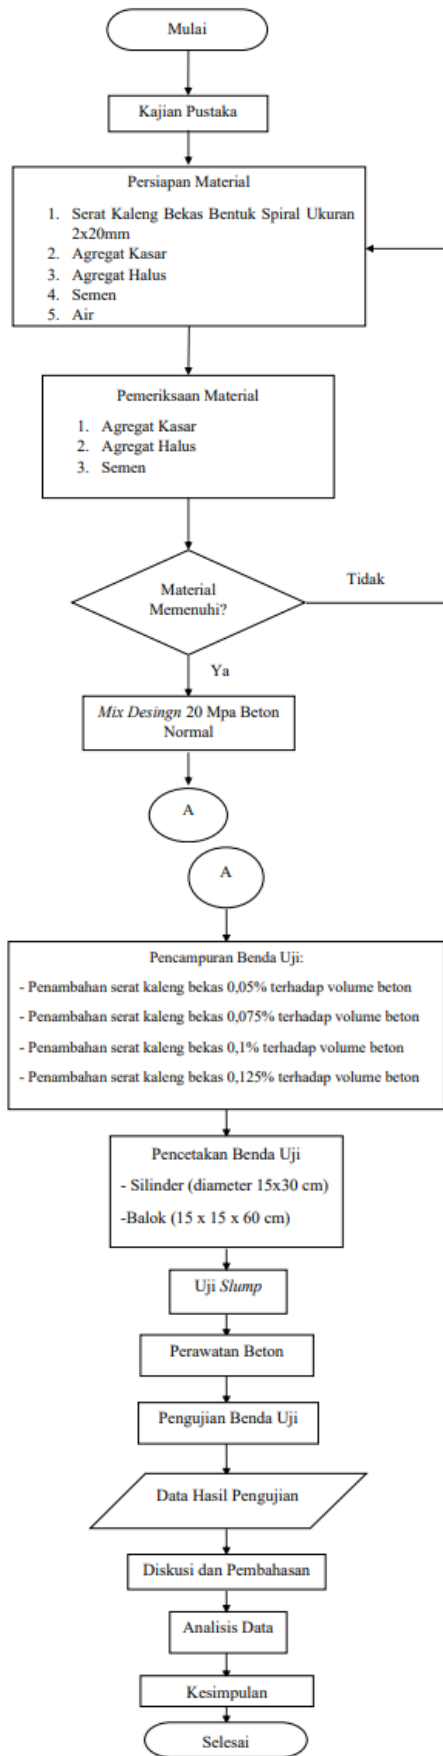 Mulai
Kajian Pustaka
Persiapan Material
1. Serat Kaleng Bekas Bentuk Spiral Ukuran
2x20mm
2. Agregat Kasar
3. Agregat Halus
4. Semen
5. Air
Pemeriksaan Material
1. Agregat Kasar
2. Agregat Halus
3. Semen
Material
Memenuhi?
Tidak
Ya
Mix Desingn 20 Mpa Beton
Normal
A
A
Pencampuran Benda Uji:
- Penambahan serat kaleng bekas 0,05% terhadap volume beton
- Penambahan serat kaleng bekas 0,075% terhadap volume beton
- Penambahan serat kaleng bekas 0,1% terhadap volume beton
- Penambahan serat kaleng bekas 0,125% terhadap volume beton
Pencetakan Benda Uji
- Silinder (diameter 15x30 cm)
-Balok (15 x 15 x 60 cm)
Uji Slump
Perawatan Beton
Pengujian Benda Uji
Data Hasil Pengujian
Diskusi dan Pembahasan
Analisis Data
Kesimpulan
Selesai